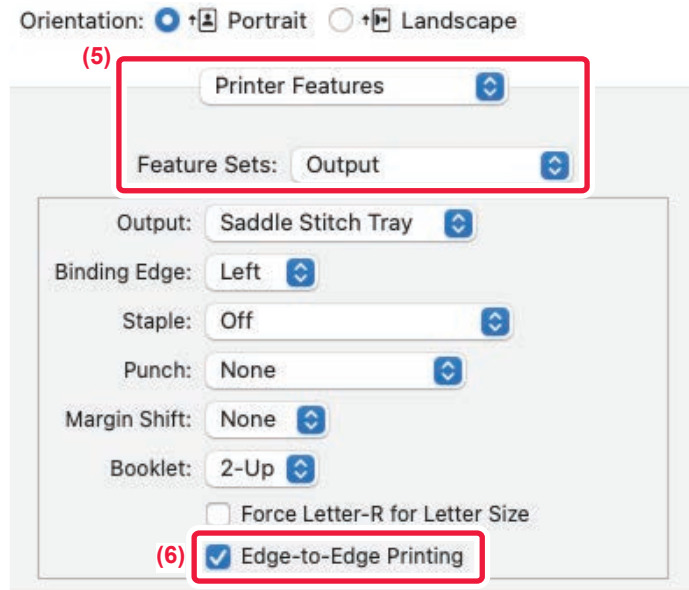 Orientation: Portrait Landscape
(5)
Printer Features
Feature Sets: Output
Output: Saddle Stitch Tray
Binding Edge: Left
Staple: Off
Punch: None
Margin Shift: None
Booklet: 2-Up
Force Letter-R for Letter Size
(6) Edge-to-Edge Printing